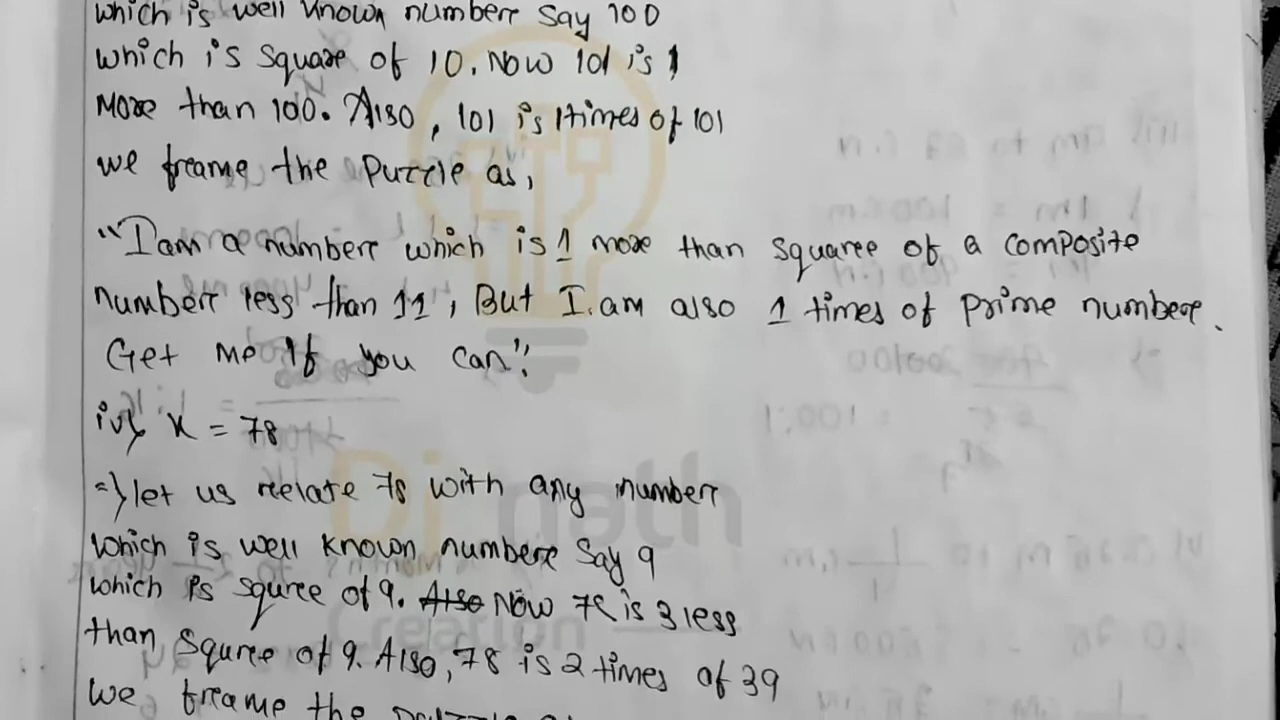 which is well known number say 100
which is square of 10. Now 101 is 1
more than 100. Also, 101 is 1 times of 101
we frame the puzzle as,
"I am a number which is 1 more than square of a composite
number less than 11, But I am also 1 times of prime number.
Get me if you can".
iv) x = 78
=> let us relate 78 with any number
which is well known number say 9
which is squree of 9. Also Now 78 is 3 less
than squree of 9. Also, 78 is 2 times of 39
we frame the